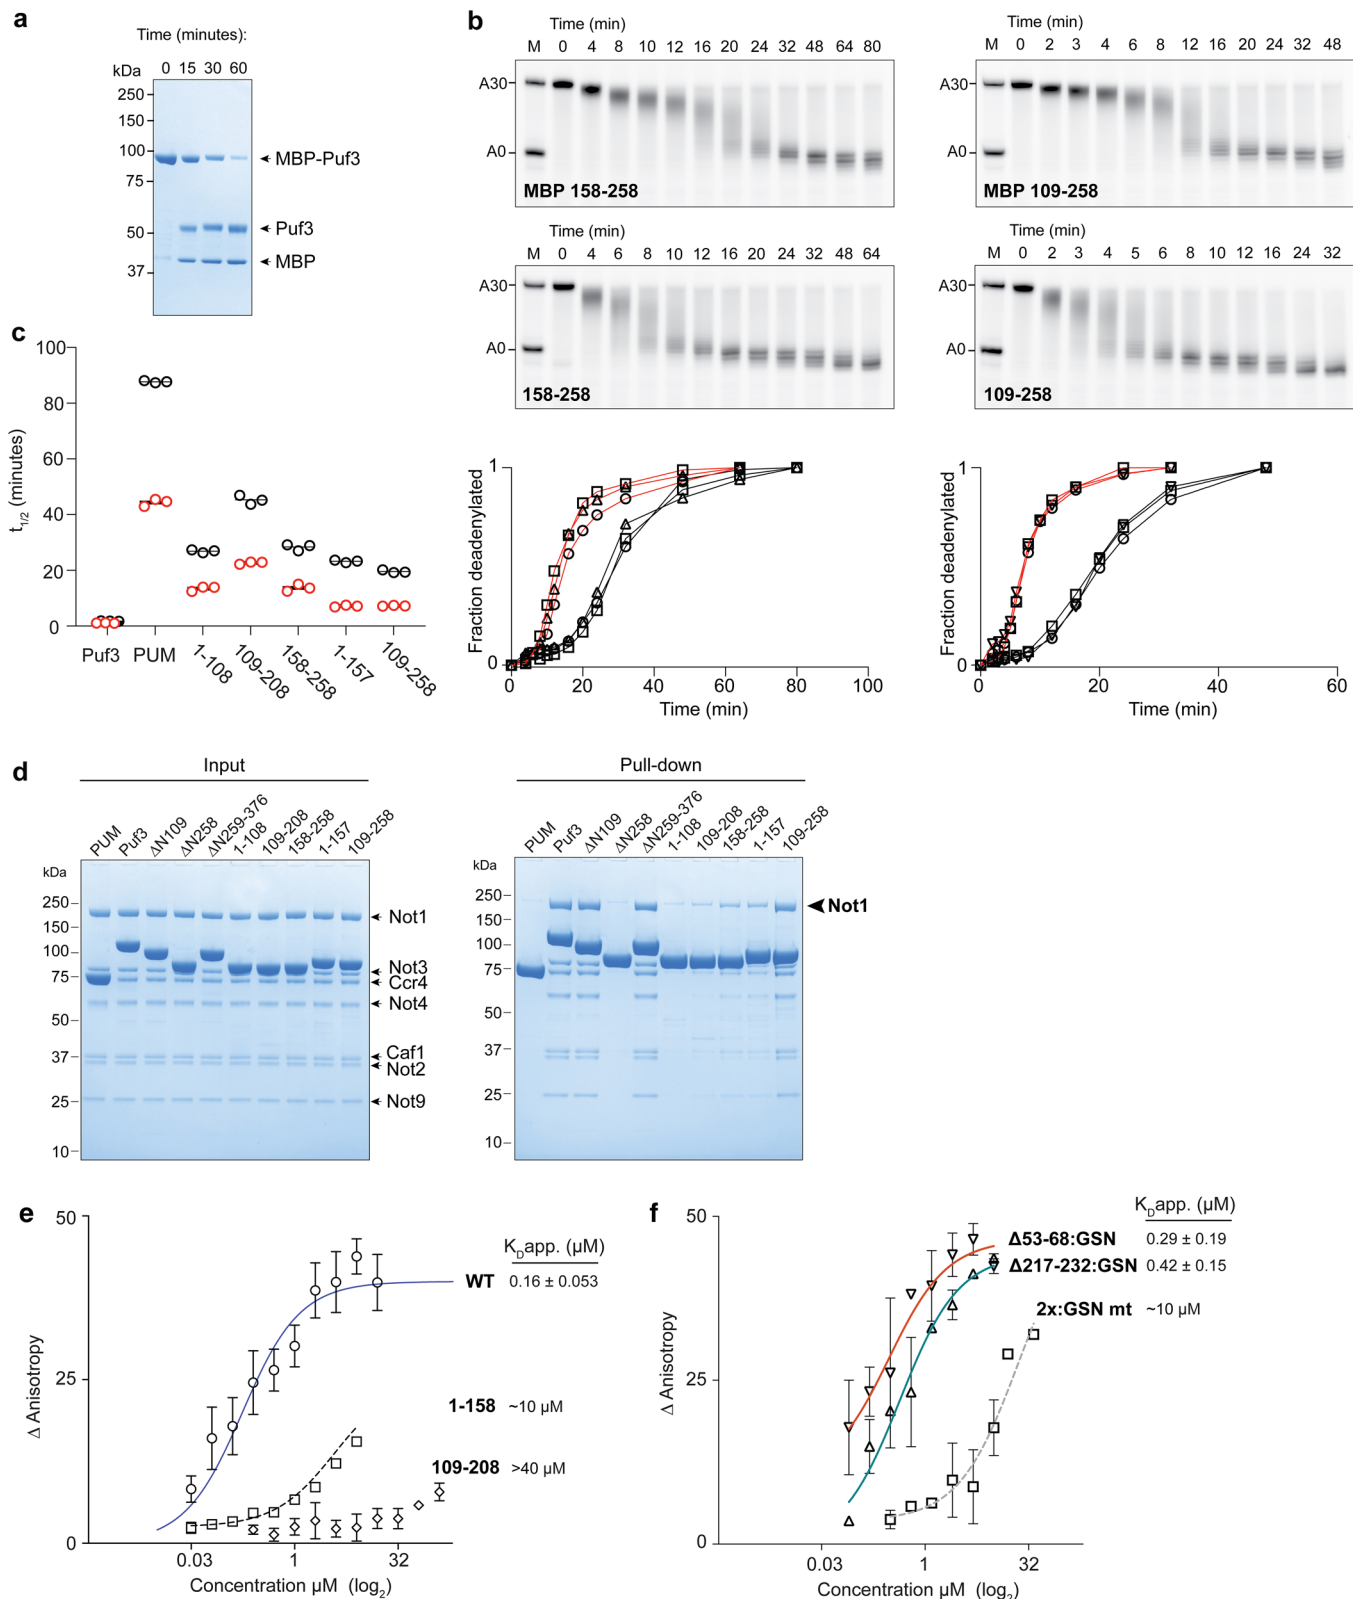 a
Time (minutes):
kDa 0 15 30 60
250
150
100
75
50
37
MBP-Puf3
Puf3
MBP
b
Time (min)
M 0 4 8 10 12 16 20 24 32 48 64 80
A30
A0
MBP 158-258
Time (min)
M 0 2 3 4 6 8 12 16 20 24 32 48
A30
A0
MBP 109-258
Time (min)
M 0 4 6 8 10 12 16 20 24 32 48 64
A30
A0
158-258
Time (min)
M 0 2 3 4 5 6 8 10 12 16 24 32
A30
A0
109-258
Fraction deadenylated
1
0
0 20 40 60 80 100
Time (min)
Fraction deadenylated
1
0
0 20 40 60
Time (min)
c
t1/2 (minutes)
100
80
60
40
20
0
Puf3 PUM 1-108 109-208 158-258 1-157 109-258
d
Input
PUM Puf3 ΔN109 ΔN258 ΔN259-376 1-108 109-208 158-258 1-157 109-258
kDa
250
150
100
75
50
37
25
10
Not1
Not3
Ccr4
Not4
Caf1
Not2
Not9
Pull-down
PUM Puf3 ΔN109 ΔN258 ΔN259-376 1-108 109-208 158-258 1-157 109-258
kDa
250
150
100
75
50
37
25
10
Not1
e
Δ Anisotropy
50
25
0
KDapp. (µM)
WT 0.16 ± 0.053
1-158 ~10 µM
109-208 >40 µM
0.03 1 32
Concentration µM (log2)
f
Δ Anisotropy
50
25
0
KDapp. (µM)
Δ53-68:GSN 0.29 ± 0.19
Δ217-232:GSN 0.42 ± 0.15
2x:GSN mt ~10 µM
0.03 1 32
Concentration µM (log2)